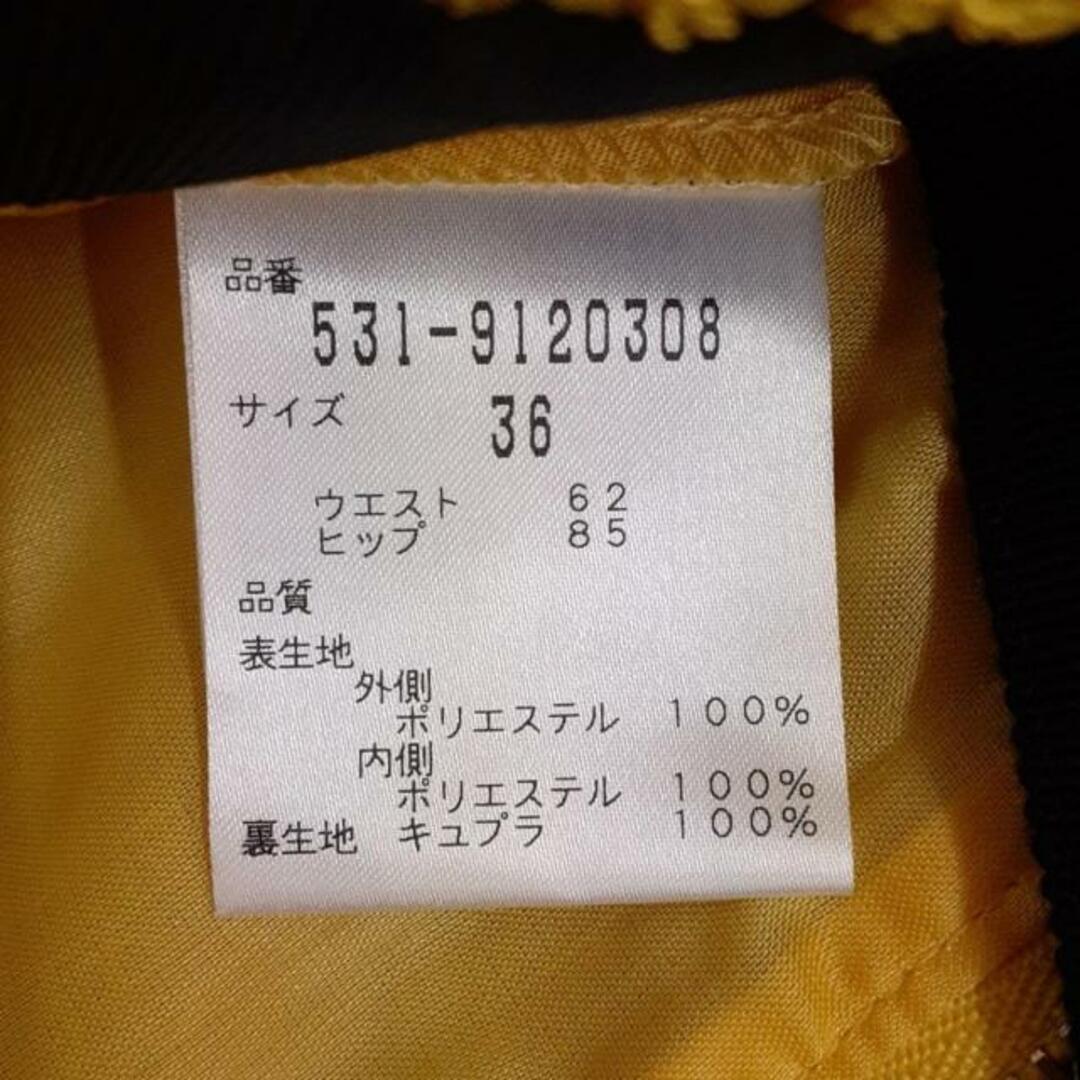 品番
531-9120308
サイズ 36
ウエスト 62
ヒップ 85
品質
表生地
外側
ポリエステル 100%
内側
ポリエステル 100%
裏生地 キュプラ 100%